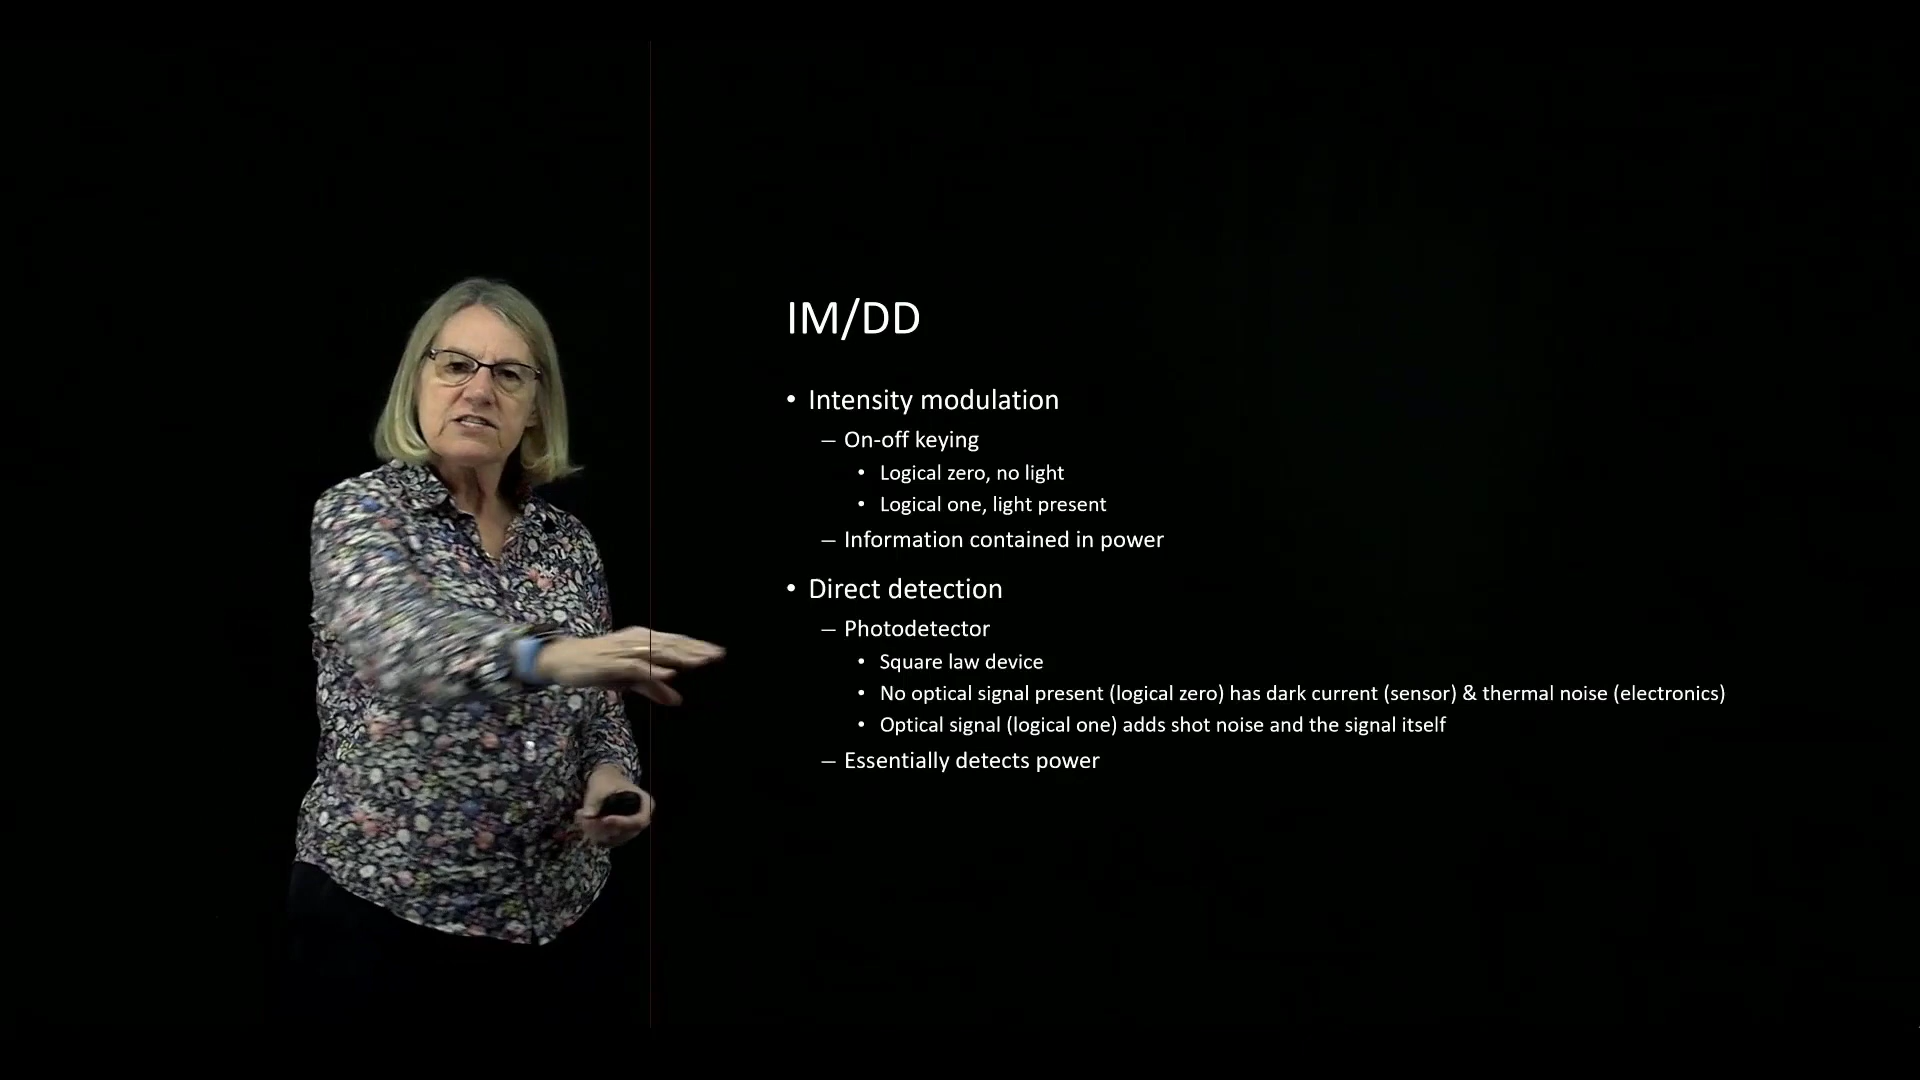 IM/DD
• Intensity modulation
– On-off keying
• Logical zero, no light
• Logical one, light present
– Information contained in power
• Direct detection
– Photodetector
• Square law device
• No optical signal present (logical zero) has dark current (sensor) & thermal noise (electronics)
• Optical signal (logical one) adds shot noise and the signal itself
– Essentially detects power